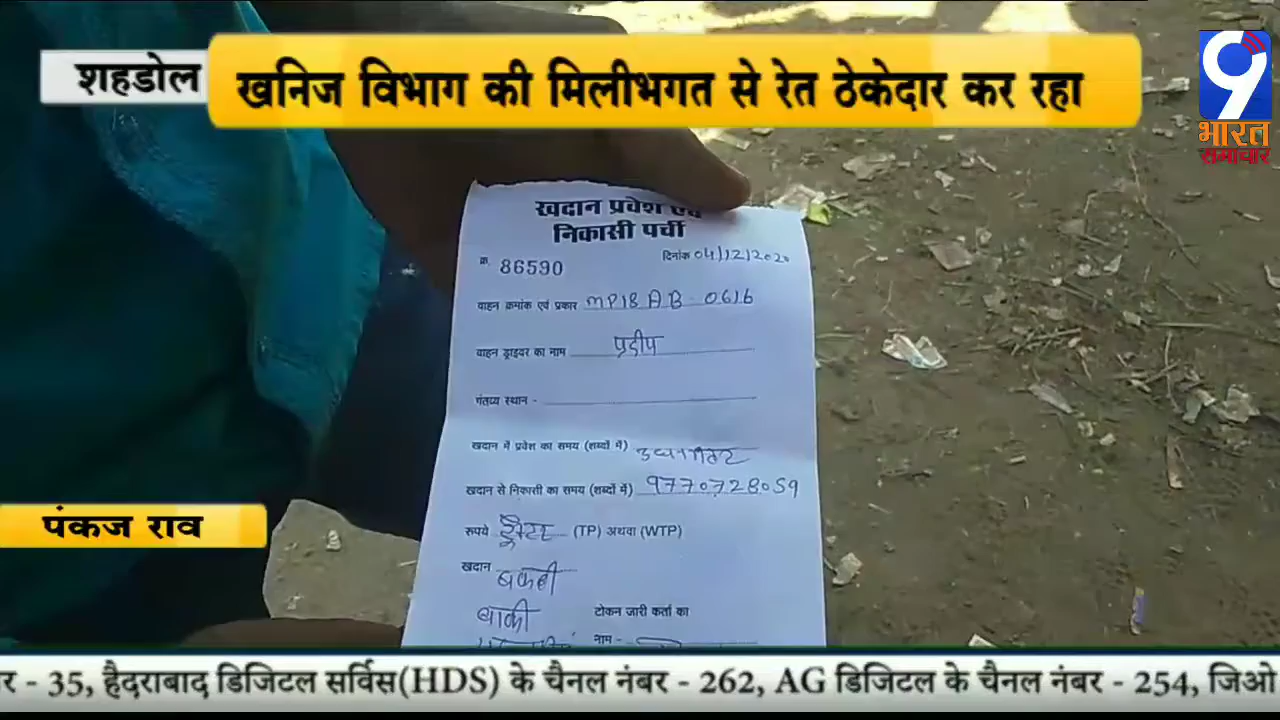 शहडोल
खनिज विभाग की मिलीभगत से रेत ठेकेदार कर रहा
9
भारत
समाचार
खदान प्रवेश एवं
निकासी पर्ची
क्र. 86590
दिनांक 04/12/2020
वाहन क्रमांक एवं प्रकार MP18 AB-0616
वाहन ड्राइवर का नाम प्रदीप
गंतव्य स्थान -
खदान में प्रवेश का समय (शब्दों में)
खदान से निकासी का समय (शब्दों में) 9770728059
रूपये (TP) अथवा (WTP)
खदान
बाकी
टोकन जारी कर्ता का
नाम -
पंकज राव
र - 35, हैदराबाद डिजिटल सर्विस(HDS) के चैनल नंबर - 262, AG डिजिटल के चैनल नंबर - 254, जिओ